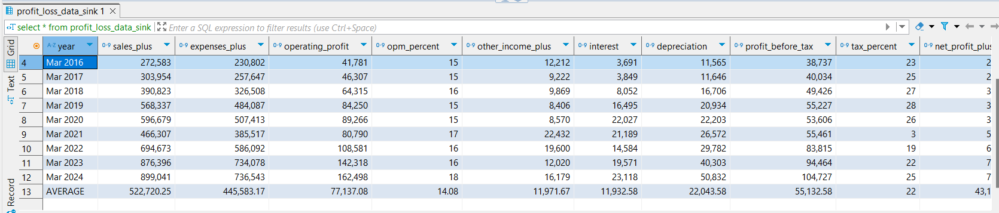 profit_loss_data_sink 1
select * from profit_loss_data_sink Enter a SQL expression to filter results (use Ctrl+Space)
Grid
Text
Record
year sales_plus expenses_plus operating_profit opm_percent other_income_plus interest depreciation profit_before_tax tax_percent net_profit_plus
4 Mar 2016 272,583 230,802 41,781 15 12,212 3,691 11,565 38,737 23 2
5 Mar 2017 303,954 257,647 46,307 15 9,222 3,849 11,646 40,034 25 2
6 Mar 2018 390,823 326,508 64,315 16 9,869 8,052 16,706 49,426 27 3
7 Mar 2019 568,337 484,087 84,250 15 8,406 16,495 20,934 55,227 28 3
8 Mar 2020 596,679 507,413 89,266 15 8,570 22,027 22,203 53,606 26 3
9 Mar 2021 466,307 385,517 80,790 17 22,432 21,189 26,572 55,461 3 5
10 Mar 2022 694,673 586,092 108,581 16 19,600 14,584 29,782 83,815 19 6
11 Mar 2023 876,396 734,078 142,318 16 12,020 19,571 40,303 94,464 22 7
12 Mar 2024 899,041 736,543 162,498 18 16,179 23,118 50,832 104,727 25 7
13 AVERAGE 522,720.25 445,583.17 77,137.08 14.08 11,971.67 11,932.58 22,043.58 55,132.58 22 43,1